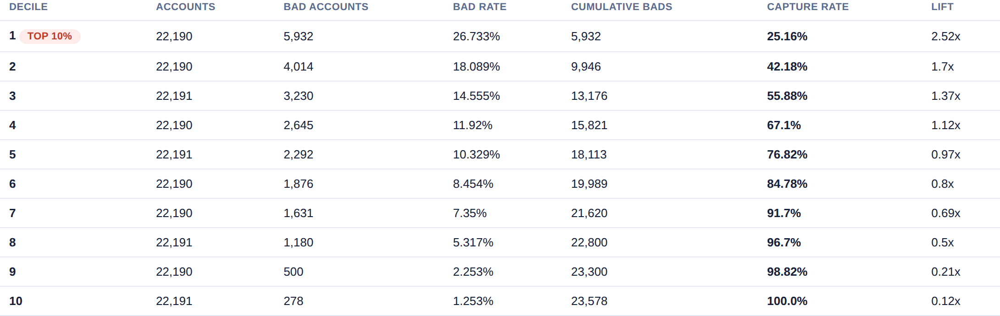 DECILE ACCOUNTS BAD ACCOUNTS BAD RATE CUMULATIVE BADS CAPTURE RATE LIFT
1 TOP 10% 22,190 5,932 26.733% 5,932 25.16% 2.52x
2 22,190 4,014 18.089% 9,946 42.18% 1.7x
3 22,191 3,230 14.555% 13,176 55.88% 1.37x
4 22,190 2,645 11.92% 15,821 67.1% 1.12x
5 22,191 2,292 10.329% 18,113 76.82% 0.97x
6 22,190 1,876 8.454% 19,989 84.78% 0.8x
7 22,190 1,631 7.35% 21,620 91.7% 0.69x
8 22,191 1,180 5.317% 22,800 96.7% 0.5x
9 22,190 500 2.253% 23,300 98.82% 0.21x
10 22,191 278 1.253% 23,578 100.0% 0.12x